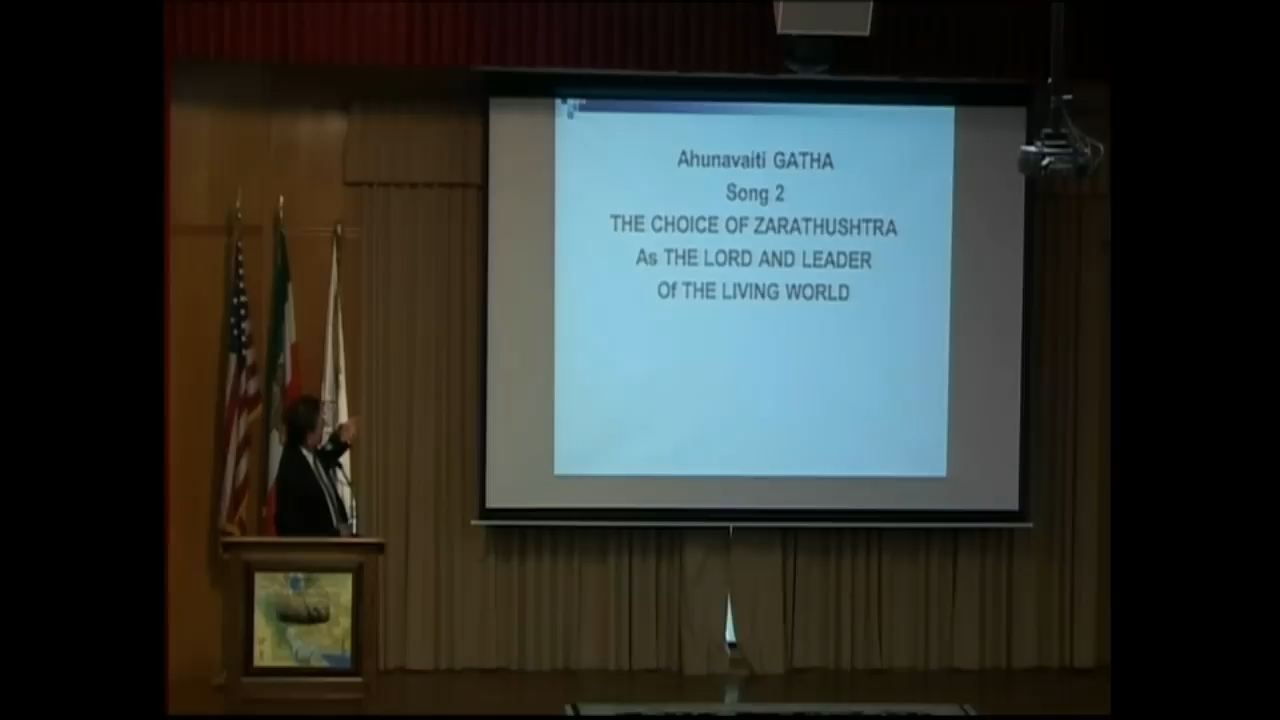 Ahunavaiti GATHA
Song 2
THE CHOICE OF ZARATHUSHTRA
As THE LORD AND LEADER
Of THE LIVING WORLD